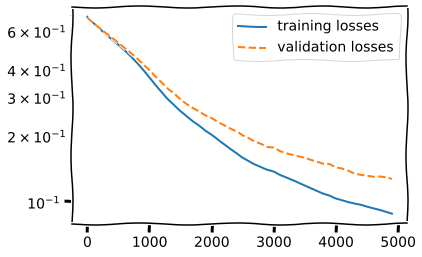 training losses
validation losses
6 × 10⁻¹
4 × 10⁻¹
3 × 10⁻¹
2 × 10⁻¹
10⁻¹
0 1000 2000 3000 4000 5000